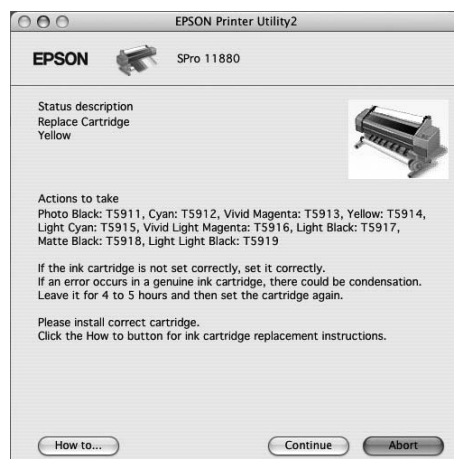 EPSON Printer Utility2
EPSON
SPro 11880
Status description
Replace Cartridge
Yellow
Actions to take
Photo Black: T5911, Cyan: T5912, Vivid Magenta: T5913, Yellow: T5914,
Light Cyan: T5915, Vivid Light Magenta: T5916, Light Black: T5917,
Matte Black: T5918, Light Light Black: T5919
If the ink cartridge is not set correctly, set it correctly.
If an error occurs in a genuine ink cartridge, there could be condensation.
Leave it for 4 to 5 hours and then set the cartridge again.
Please install correct cartridge.
Click the How to button for ink cartridge replacement instructions.
How to...
Continue
Abort